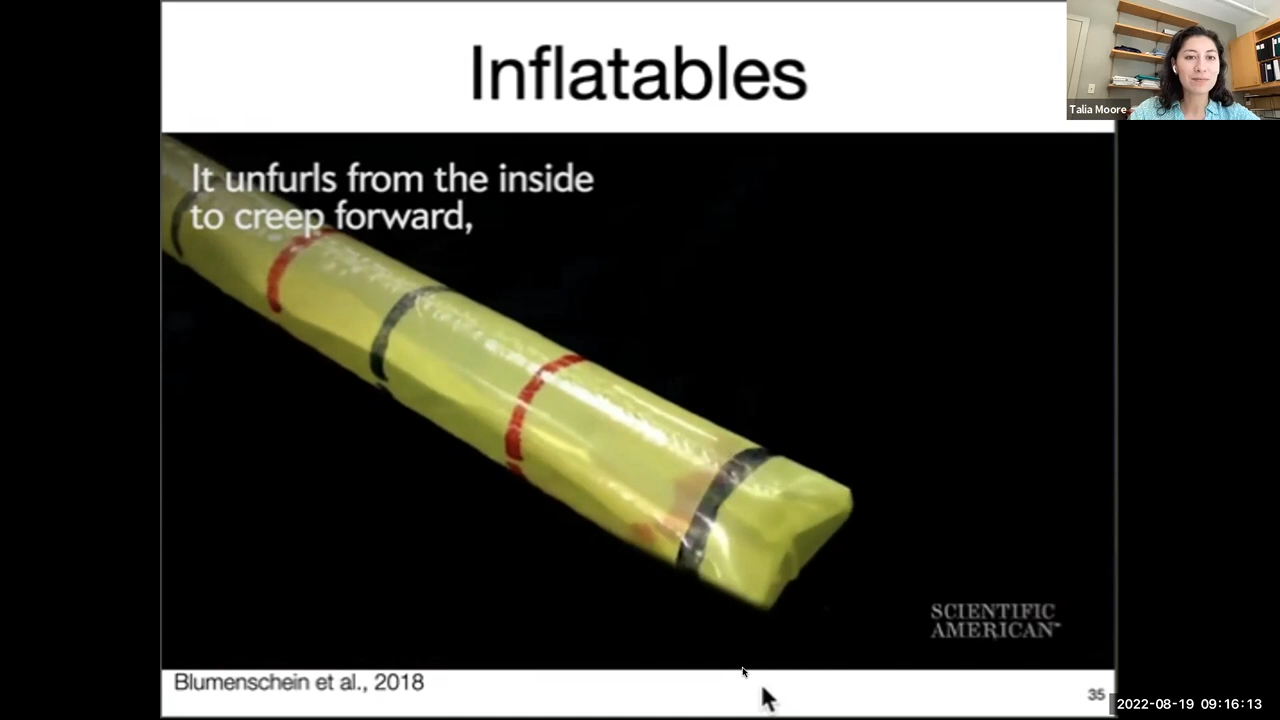 Inflatables
Talia Moore
It unfurls from the inside
to creep forward,
SCIENTIFIC
AMERICAN™
Blumenschein et al., 2018
35
2022-08-19 09:16:13